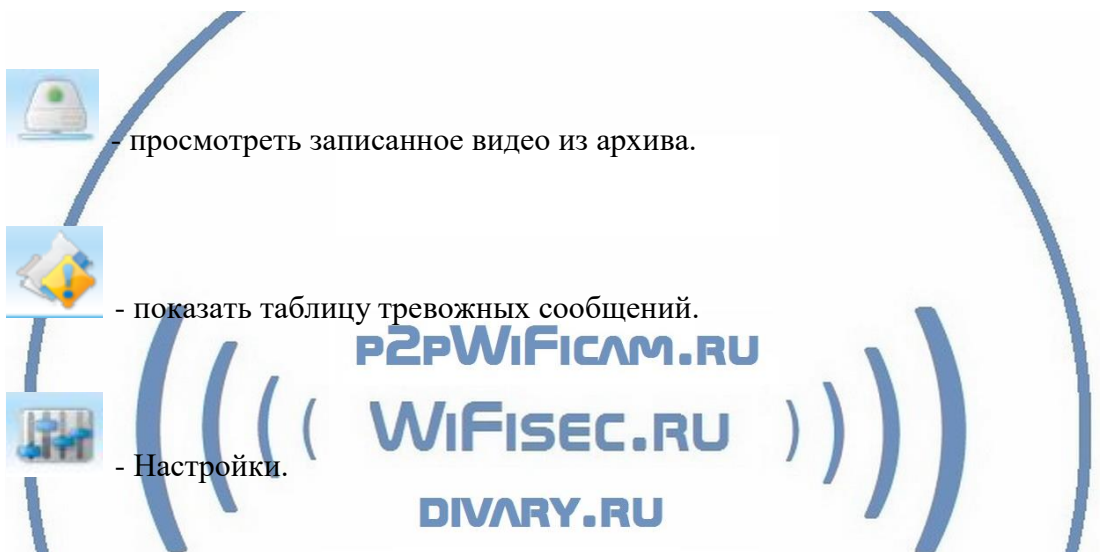 - просмотреть записанное видео из архива.
- показать таблицу тревожных сообщений.
P2PWIFICAM.RU
WIFISEC.RU
- Настройки.
DIVARY.RU